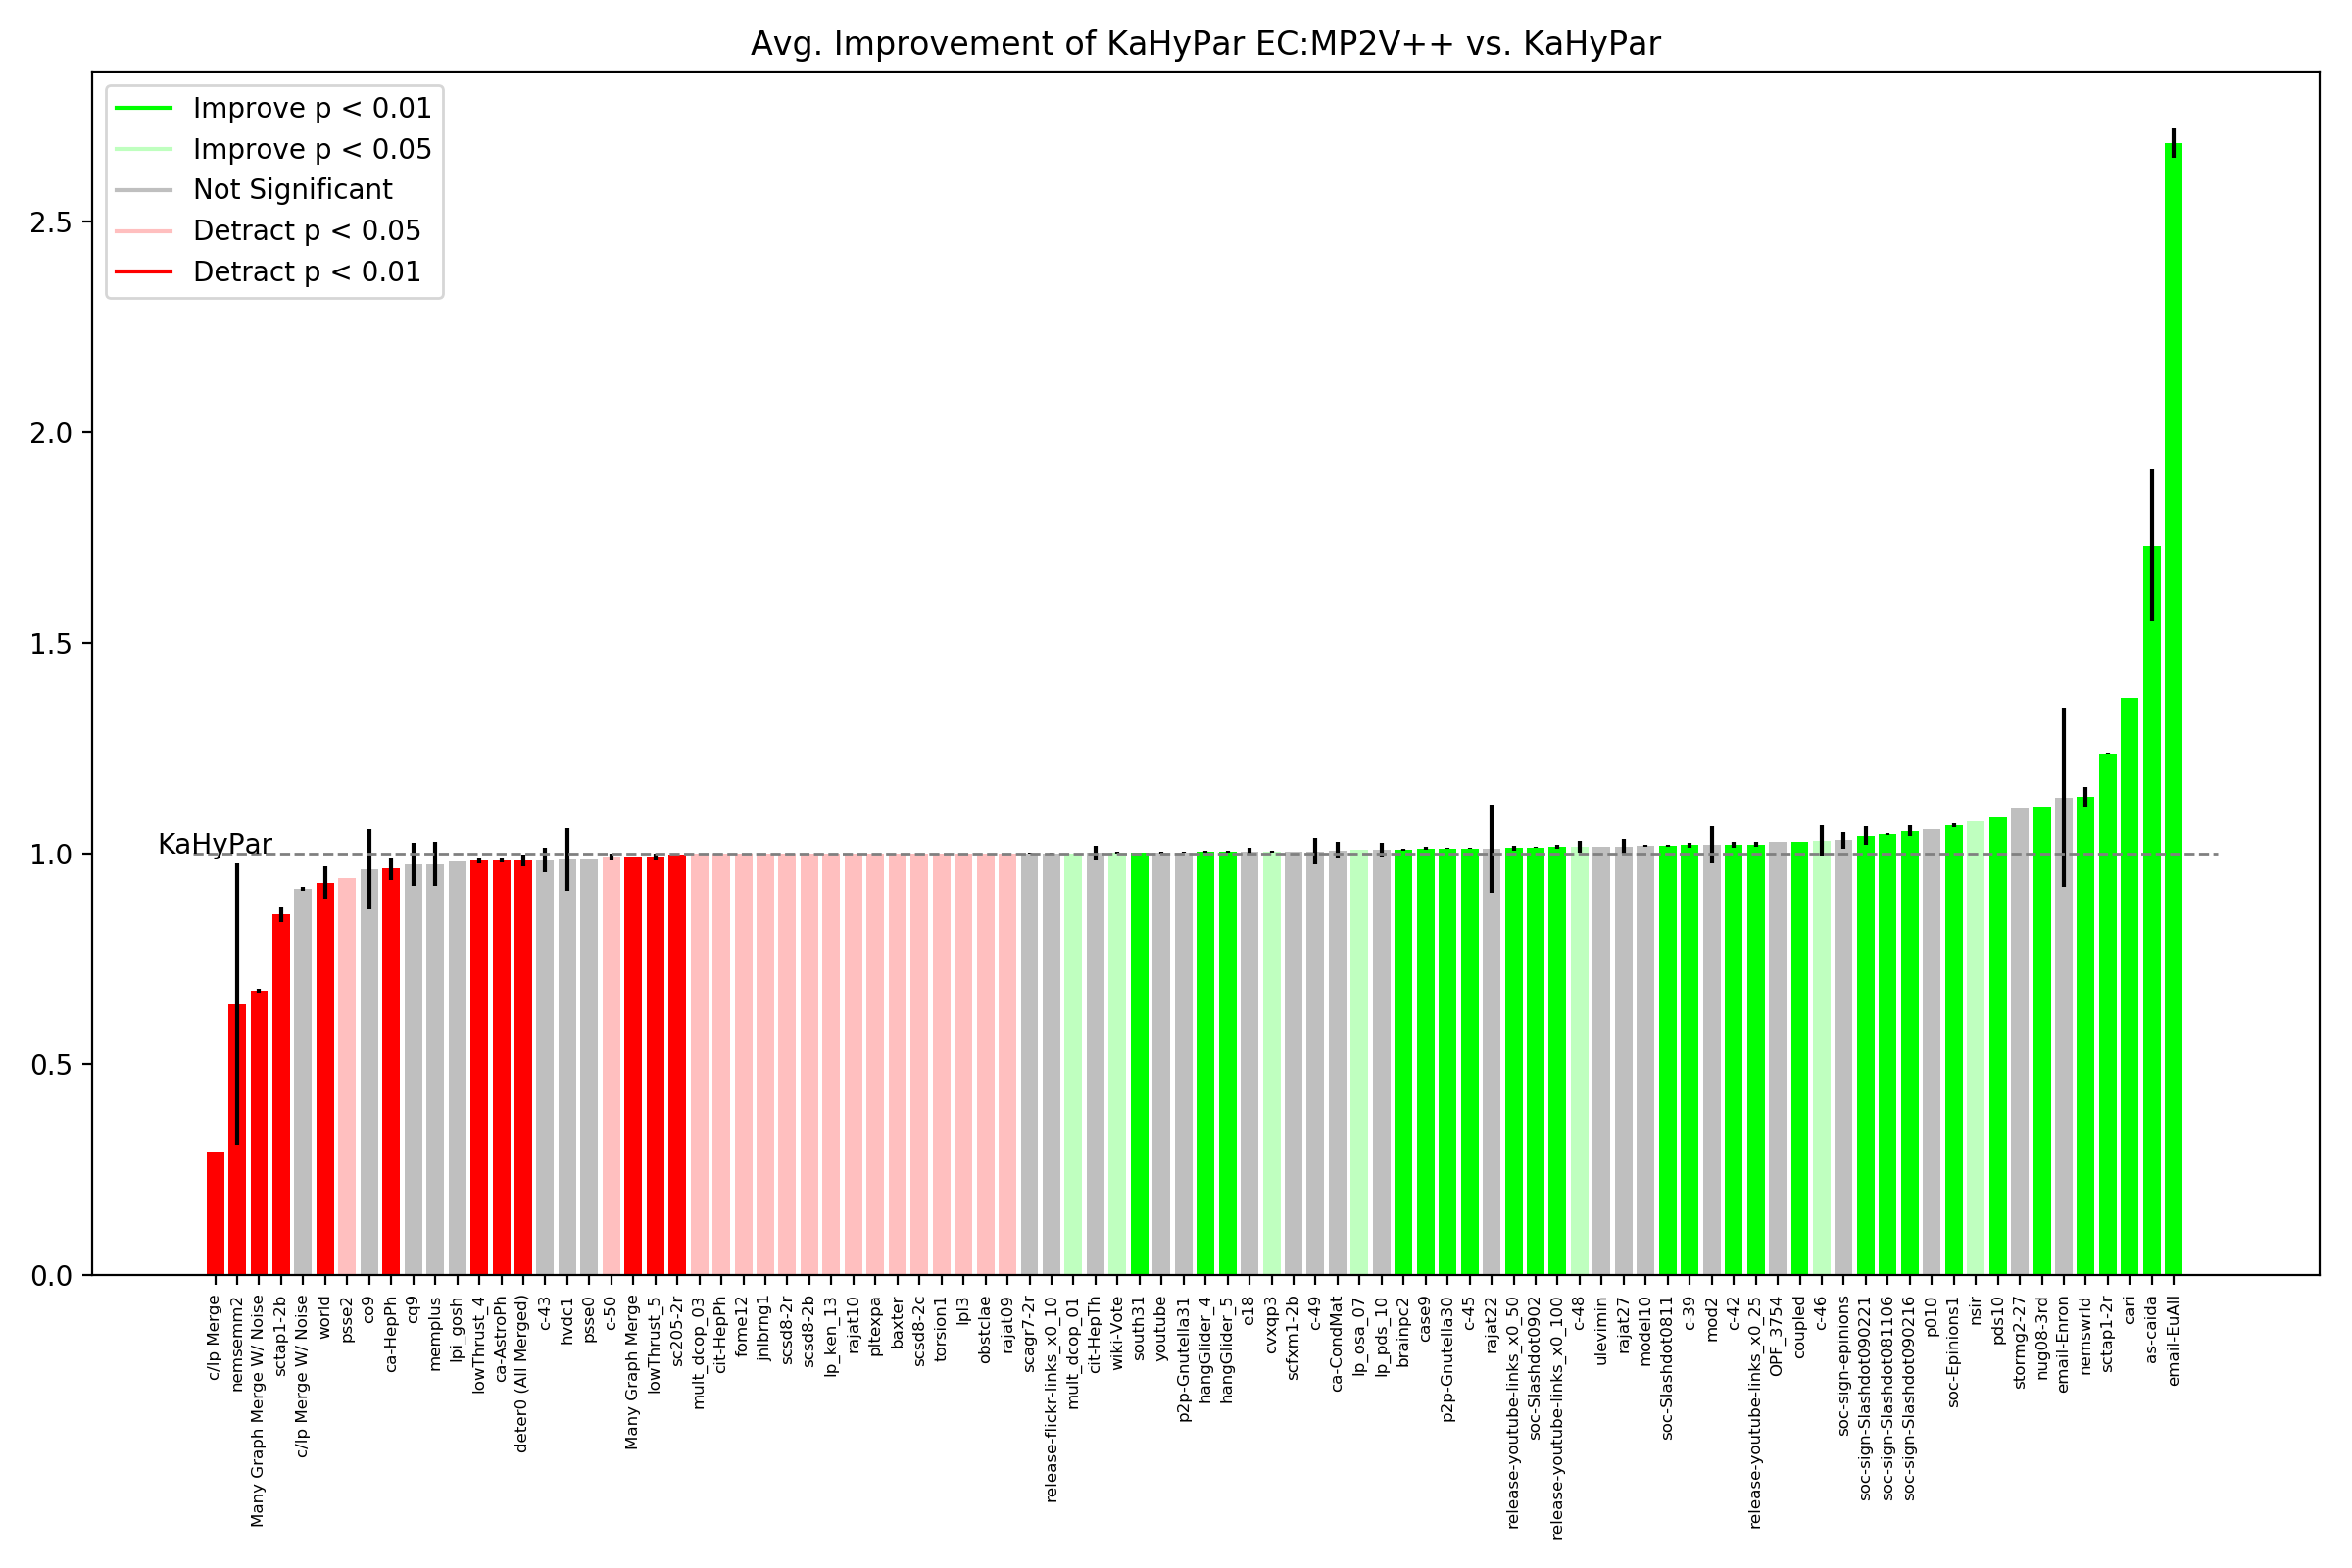 Avg. Improvement of KaHyPar EC:MP2V++ vs. KaHyPar
Improve p < 0.01
Improve p < 0.05
Not Significant
Detract p < 0.05
Detract p < 0.01
2.5
2.0
1.5
1.0
0.5
0.0
KaHyPar
c/lp Merge
nemsemm2
Many Graph Merge W/ Noise
sctap1-2b
c/lp Merge W/ Noise
world
psse2
co9
ca-HepPh
cq9
memplus
lpi_gosh
lowThrust_4
ca-AstroPh
deter0 (All Merged)
c-43
hvdc1
psse0
c-50
Many Graph Merge
lowThrust_5
sc205-2r
mult_dcop_03
cit-HepPh
fome12
jnlbrng1
scsd8-2r
scsd8-2b
lp_ken_13
rajat10
pltexpa
baxter
scsd8-2c
torsion1
lpl3
obstclae
rajat09
scagr7-2r
release-flickr-links_x0_10
mult_dcop_01
cit-HepTh
wiki-Vote
south31
youtube
p2p-Gnutella31
hangGlider_4
hangGlider_5
e18
cvxqp3
scfxm1-2b
c-49
ca-CondMat
lp_osa_07
lp_pds_10
brainpc2
case9
p2p-Gnutella30
c-45
rajat22
release-youtube-links_x0_50
soc-Slashdot0902
release-youtube-links_x0_100
c-48
ulevimin
rajat27
model10
soc-Slashdot0811
c-39
mod2
c-42
release-youtube-links_x0_25
OPF_3754
coupled
c-46
soc-sign-epinions
soc-sign-Slashdot090221
soc-sign-Slashdot081106
soc-sign-Slashdot090216
p010
soc-Epinions1
nsir
pds10
stormg2-27
nug08-3rd
email-Enron
nemswrld
sctap1-2r
cari
as-caida
email-EuAll